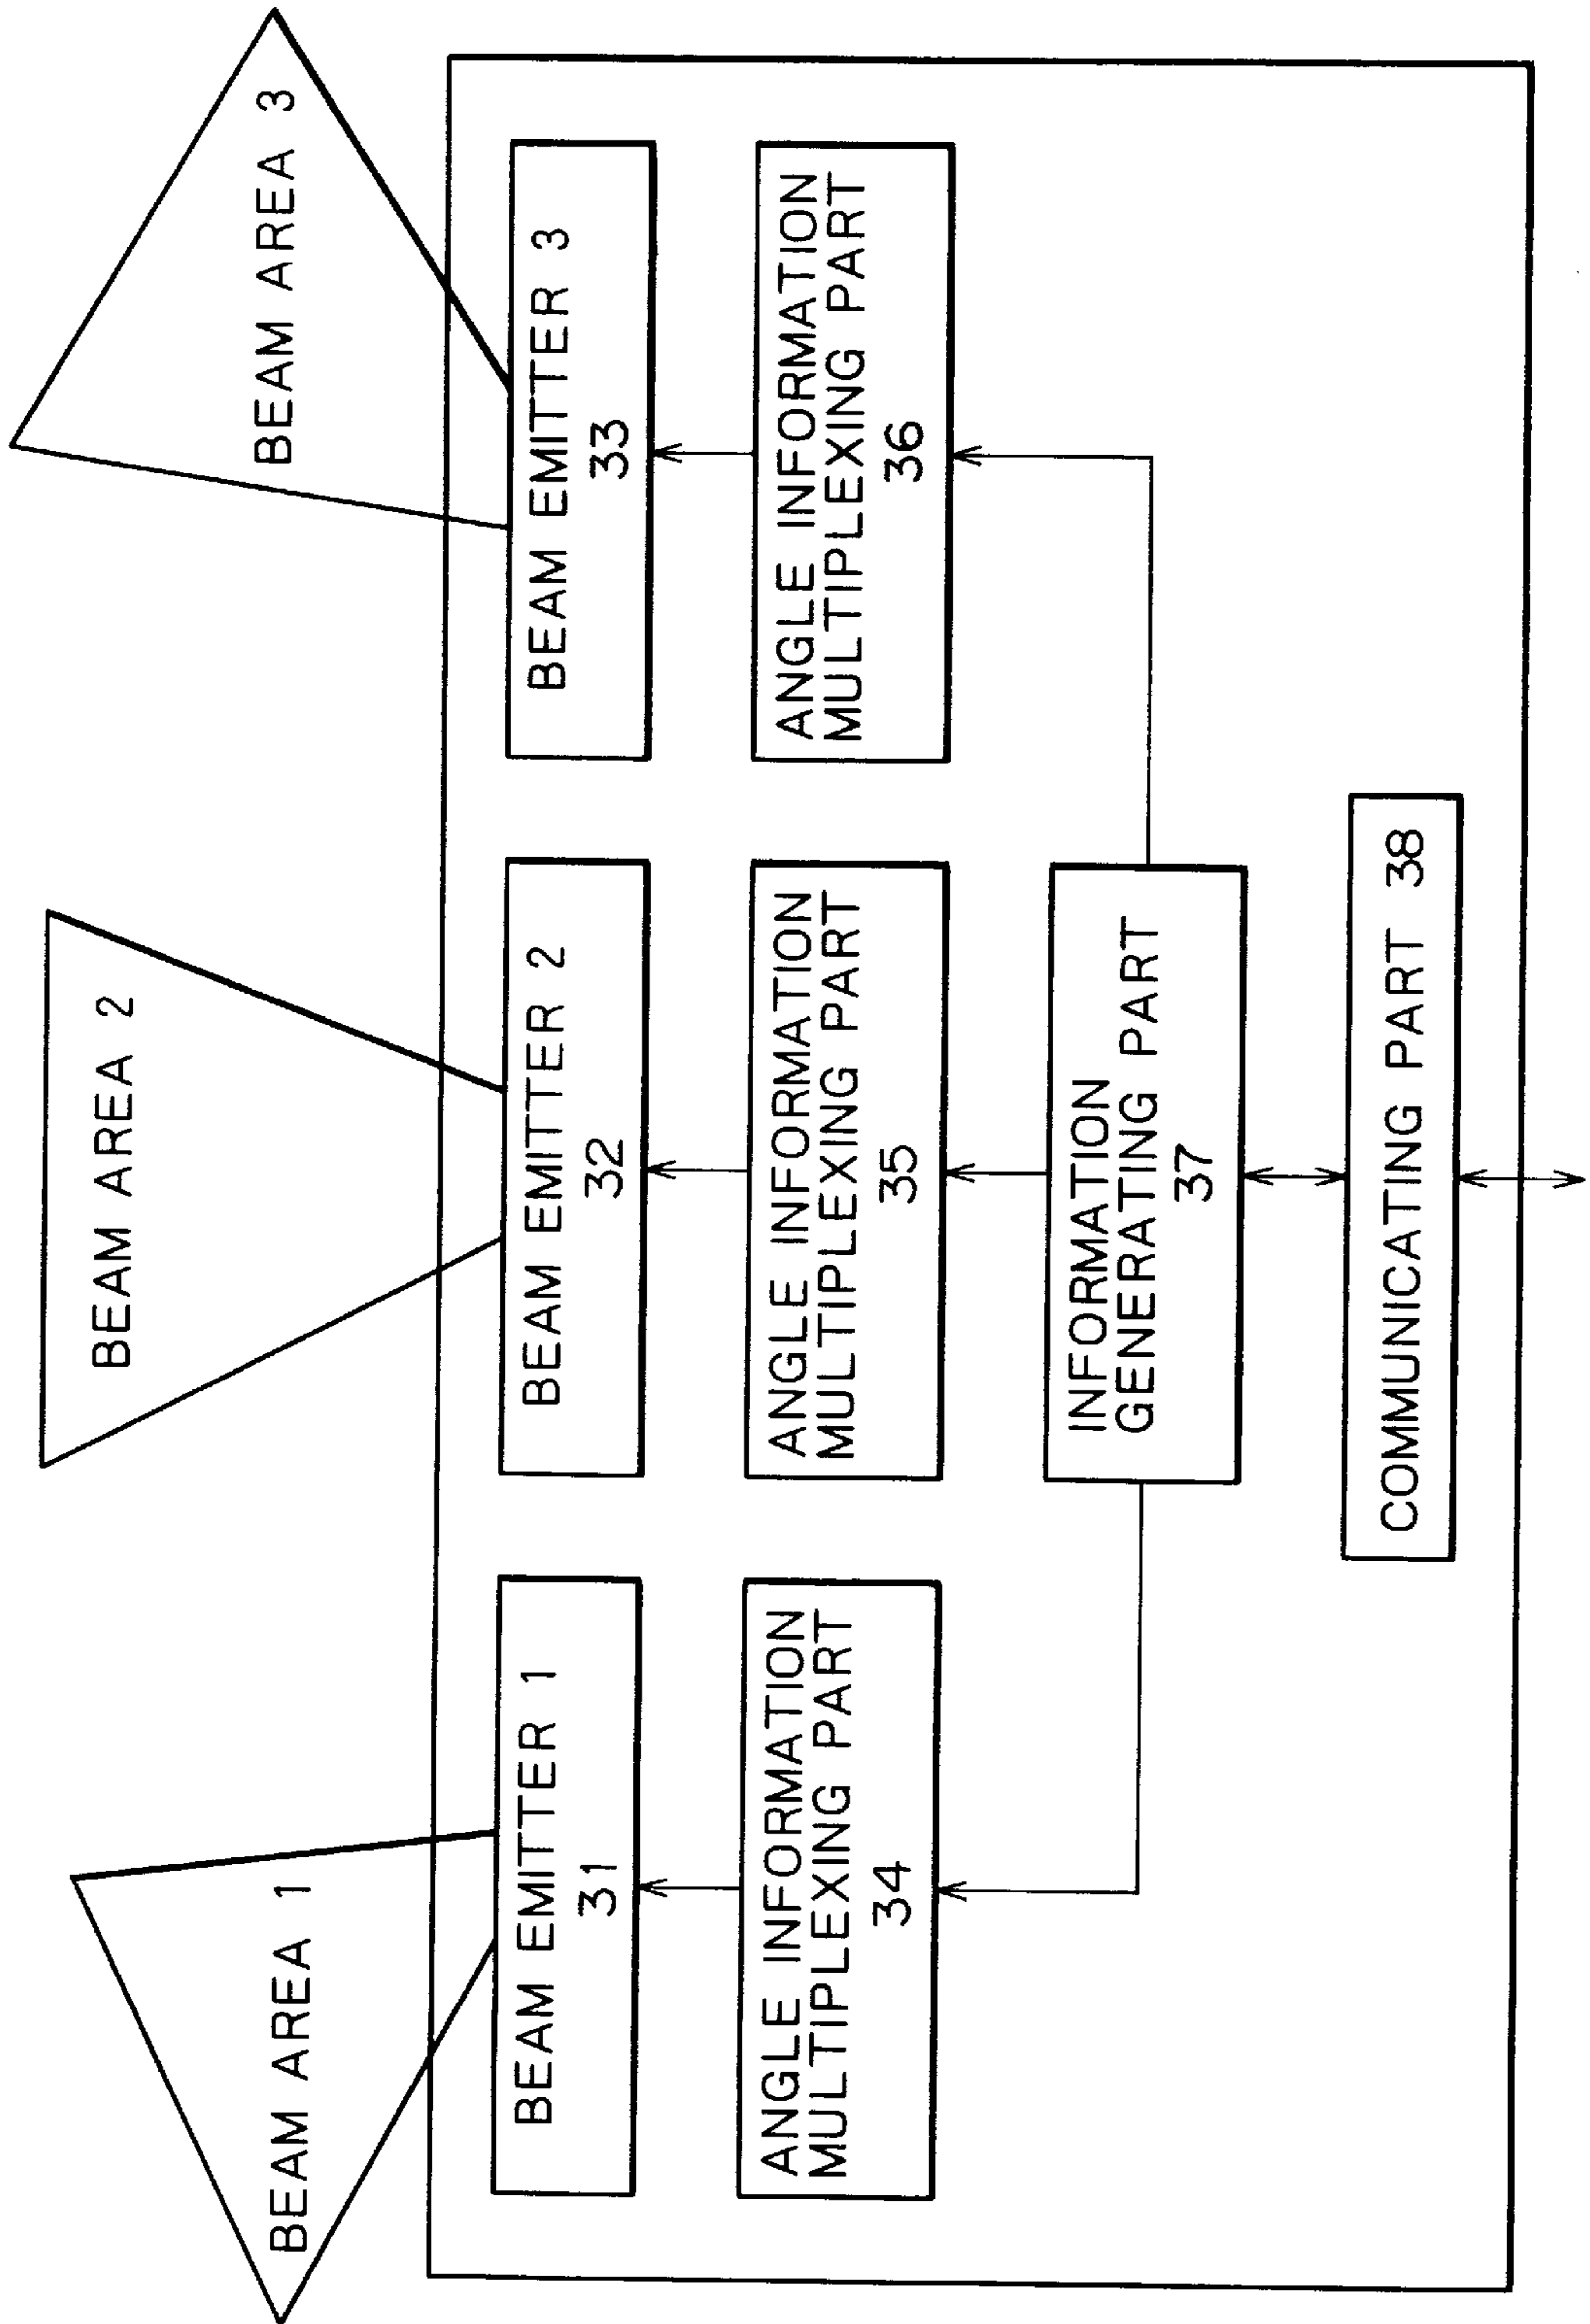 BEAM AREA 1
BEAM AREA 2
BEAM AREA 3
BEAM EMITTER 1
31
BEAM EMITTER 2
32
BEAM EMITTER 3
33
ANGLE INFORMATION
MULTIPLEXING PART
34
ANGLE INFORMATION
MULTIPLEXING PART
35
ANGLE INFORMATION
MULTIPLEXING PART
36
INFORMATION
GENERATING PART
37
COMMUNICATING PART 38